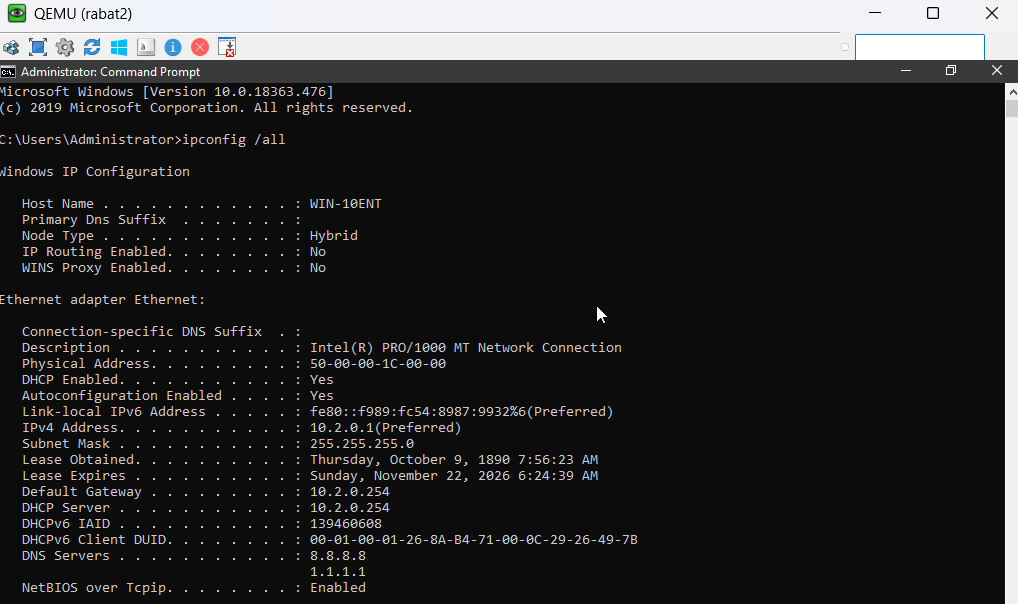 QEMU (rabat2)
Administrator: Command Prompt
Microsoft Windows [Version 10.0.18363.476]
(c) 2019 Microsoft Corporation. All rights reserved.
C:\Users\Administrator>ipconfig /all
Windows IP Configuration
Host Name . . . . . . . . . . . . : WIN-10ENT
Primary Dns Suffix  . . . . . . . :
Node Type . . . . . . . . . . . . : Hybrid
IP Routing Enabled. . . . . . . . : No
WINS Proxy Enabled. . . . . . . . : No
Ethernet adapter Ethernet:
Connection-specific DNS Suffix  . :
Description . . . . . . . . . . . : Intel(R) PRO/1000 MT Network Connection
Physical Address. . . . . . . . . : 50-00-00-1C-00-00
DHCP Enabled. . . . . . . . . . . : Yes
Autoconfiguration Enabled . . . . : Yes
Link-local IPv6 Address . . . . . : fe80::f989:fc54:8987:9932%6(Preferred)
IPv4 Address. . . . . . . . . . . : 10.2.0.1(Preferred)
Subnet Mask . . . . . . . . . . . : 255.255.255.0
Lease Obtained. . . . . . . . . . : Thursday, October 9, 1890 7:56:23 AM
Lease Expires . . . . . . . . . . : Sunday, November 22, 2026 6:24:39 AM
Default Gateway . . . . . . . . . : 10.2.0.254
DHCP Server . . . . . . . . . . . : 10.2.0.254
DHCPv6 IAID . . . . . . . . . . . : 139460608
DHCPv6 Client DUID. . . . . . . . : 00-01-00-01-26-8A-B4-71-00-0C-29-26-49-7B
DNS Servers . . . . . . . . . . . : 8.8.8.8
1.1.1.1
NetBIOS over Tcpip. . . . . . . . : Enabled